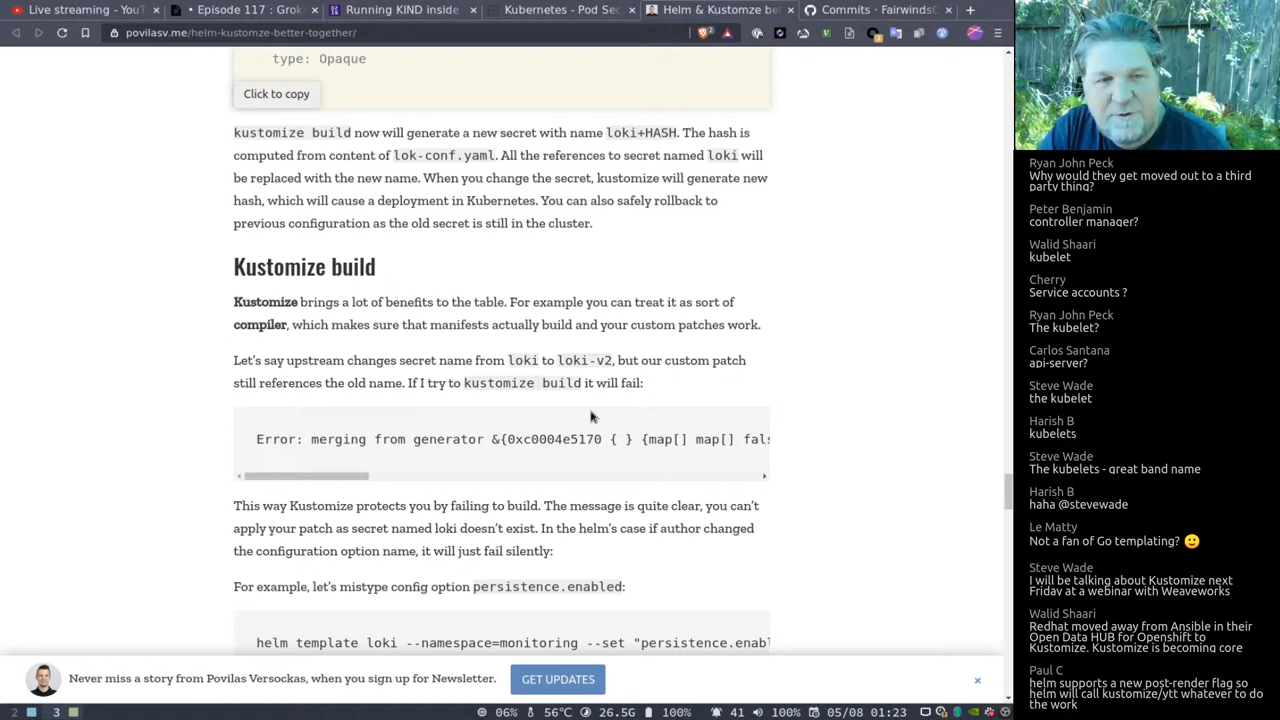 Live streaming - YouT
• Episode 117 : Grok
Running KIND inside
Kubernetes - Pod Sec
Helm & Kustomze be
Commits · FairwindsC
povilasv.me/helm-kustomze-better-together/
type: Opaque
Click to copy
kustomize build now will generate a new secret with name loki+HASH. The hash is
computed from content of lok-conf.yaml. All the references to secret named loki will
be replaced with the new name. When you change the secret, kustomize will generate new
hash, which will cause a deployment in Kubernetes. You can also safely rollback to
previous configuration as the old secret is still in the cluster.
Kustomize build
Kustomize brings a lot of benefits to the table. For example you can treat it as sort of
compiler, which makes sure that manifests actually build and your custom patches work.
Let's say upstream changes secret name from loki to loki-v2, but our custom patch
still references the old name. If I try to kustomize build it will fail:
Error: merging from generator &{0xc0004e5170 { } {map[] map[] fals
This way Kustomize protects you by failing to build. The message is quite clear, you can't
apply your patch as secret named loki doesn't exist. In the helm's case if author changed
the configuration option name, it will just fail silently:
For example, let's mistype config option persistence.enabled:
helm template loki --namespace=monitoring --set "persistence.enabl
Never miss a story from Povilas Versockas, when you sign up for Newsletter.
GET UPDATES
2 3
06% 56°C 26.5G 100% 41 100% 05/08 01:23
Ryan John Peck
Why would they get moved out to a third
party thing?
Peter Benjamin
controller manager?
Walid Shaari
kubelet
Cherry
Service accounts ?
Ryan John Peck
The kubelet?
Carlos Santana
api-server?
Steve Wade
the kubelet
Harish B
kubelets
Steve Wade
The kubelets - great band name
Harish B
haha @stevewade
Le Matty
Not a fan of Go templating? 🙂
Steve Wade
I will be talking about Kustomize next
Friday at a webinar with Weaveworks
Walid Shaari
Redhat moved away from Ansible in their
Open Data HUB for Openshift to
Kustomize. Kustomize is becoming core
Paul C
helm supports a new post-render flag so
helm will call kustomize/ytt whatever to do
the work